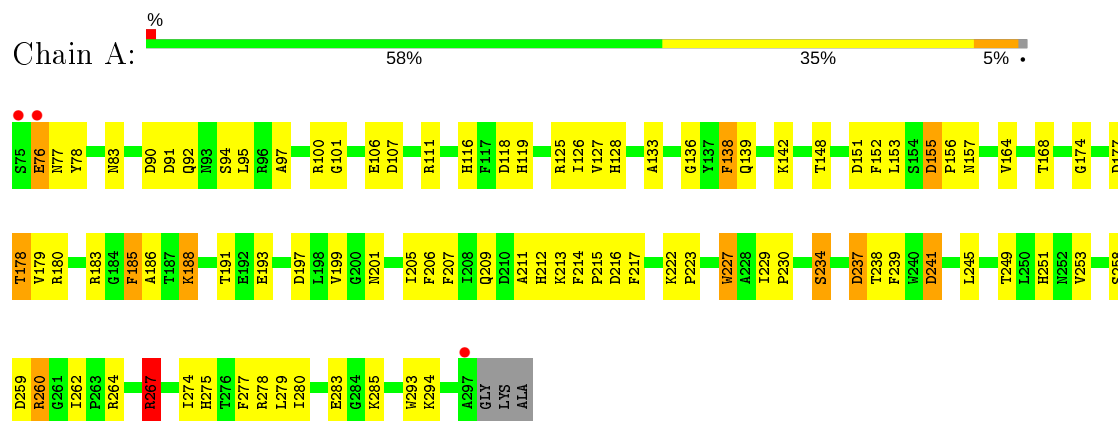 %
Chain A:
58% 35% 5% •
S75 E76 N77 Y78 N83 D90 D91 Q92 N93 S94 L95 R96 A97 R100 G101 E106 D107 R111 H116 F117 D118 H119 R125 I126 V127 H128 A133 G136 Y137 F138 Q139 K142 T148 D151 F152 L153 S154 D155 P156 N157 V164 T168 G174 D177
T178 V179 R180 R183 G184 F185 A186 T187 K188 T191 E192 E193 D197 L198 V199 G200 N201 I205 F206 F207 I208 Q209 D210 A211 H212 K213 F214 P215 D216 F217 K222 P223 W227 A228 I229 P230 S234 D237 T238 F239 W240 D241 L245 T249 L250 H251 N252 V253 S258
D259 R260 G261 I262 P263 R264 R267 I274 H275 T276 F277 R278 L279 I280 E283 G284 K285 W293 K294 A297 GLY LYS ALA